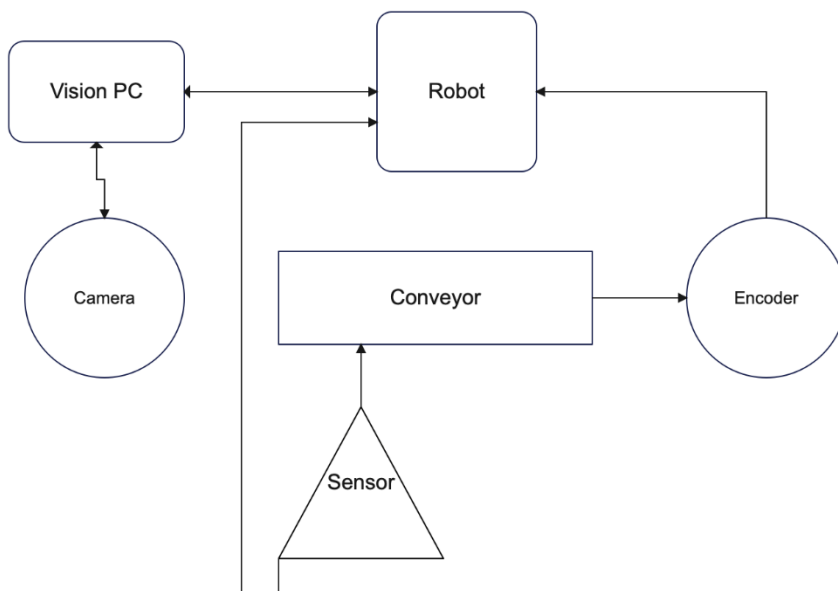 Vision PC
Robot
Camera
Conveyor
Encoder
Sensor